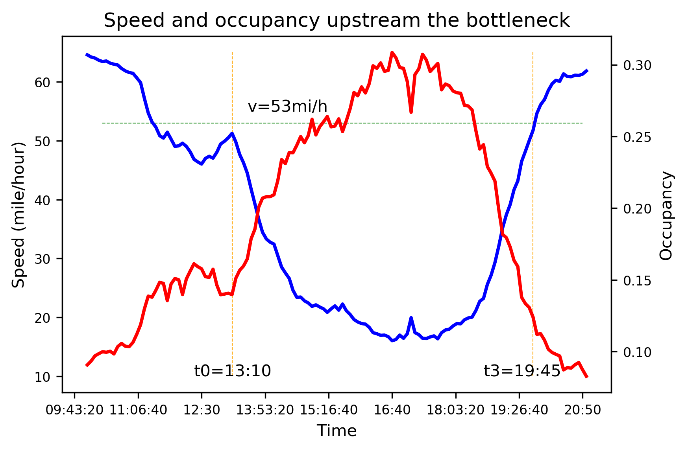 Speed and occupancy upstream the bottleneck
Speed (mile/hour)
60
50
40
30
20
10
v=53mi/h
t0=13:10
t3=19:45
0.30
0.25
0.20
0.15
0.10
Occupancy
09:43:20 11:06:40 12:30 13:53:20 15:16:40 16:40 18:03:20 19:26:40 20:50
Time